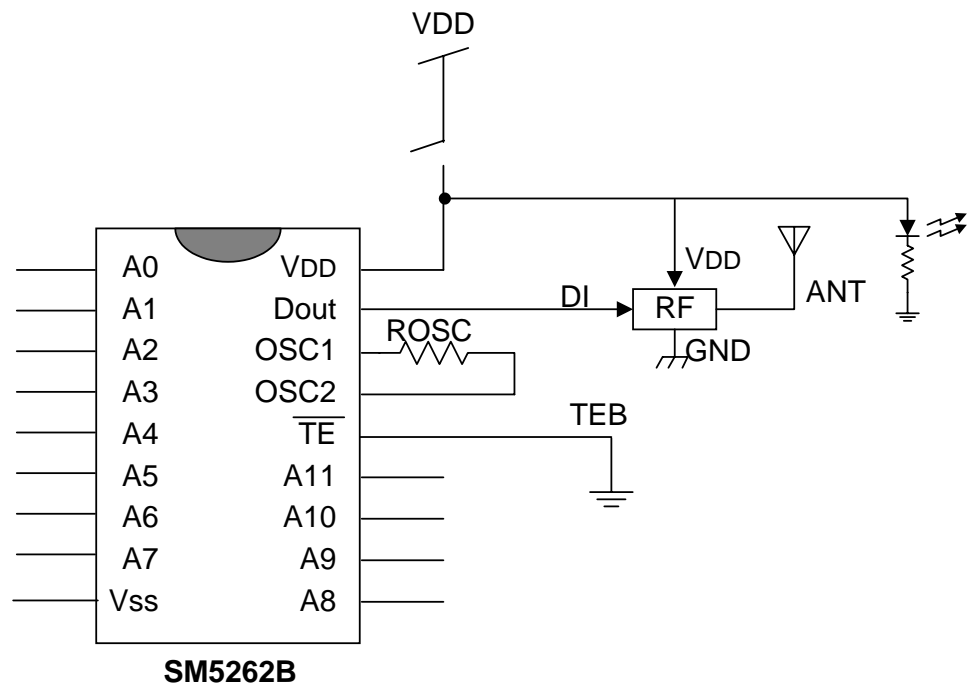 VDD
A0
A1
A2
A3
A4
A5
A6
A7
Vss
VDD
Dout
OSC1
OSC2
TE
A11
A10
A9
A8
ROSC
DI
VDD
RF
GND
ANT
TEB
SM5262B